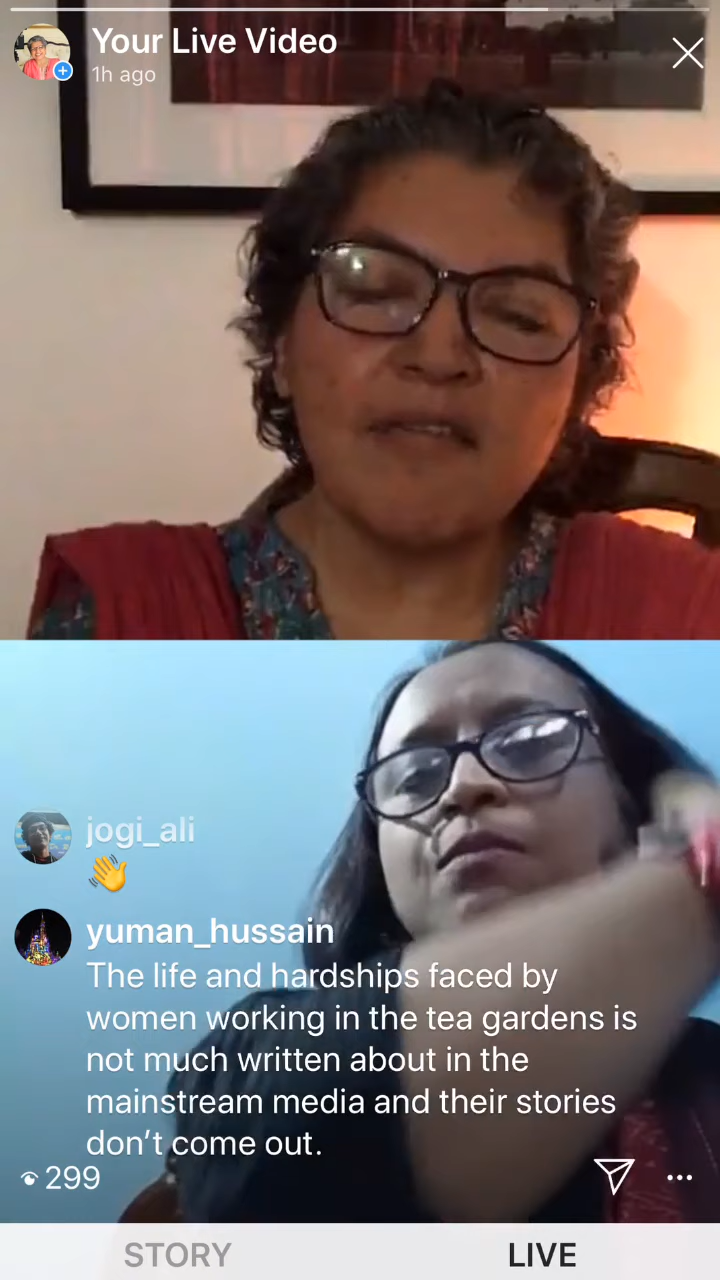 Your Live Video
1h ago
jogi_ali
👋
yuman_hussain
The life and hardships faced by
women working in the tea gardens is
not much written about in the
mainstream media and their stories
don’t come out.
299
STORY
LIVE